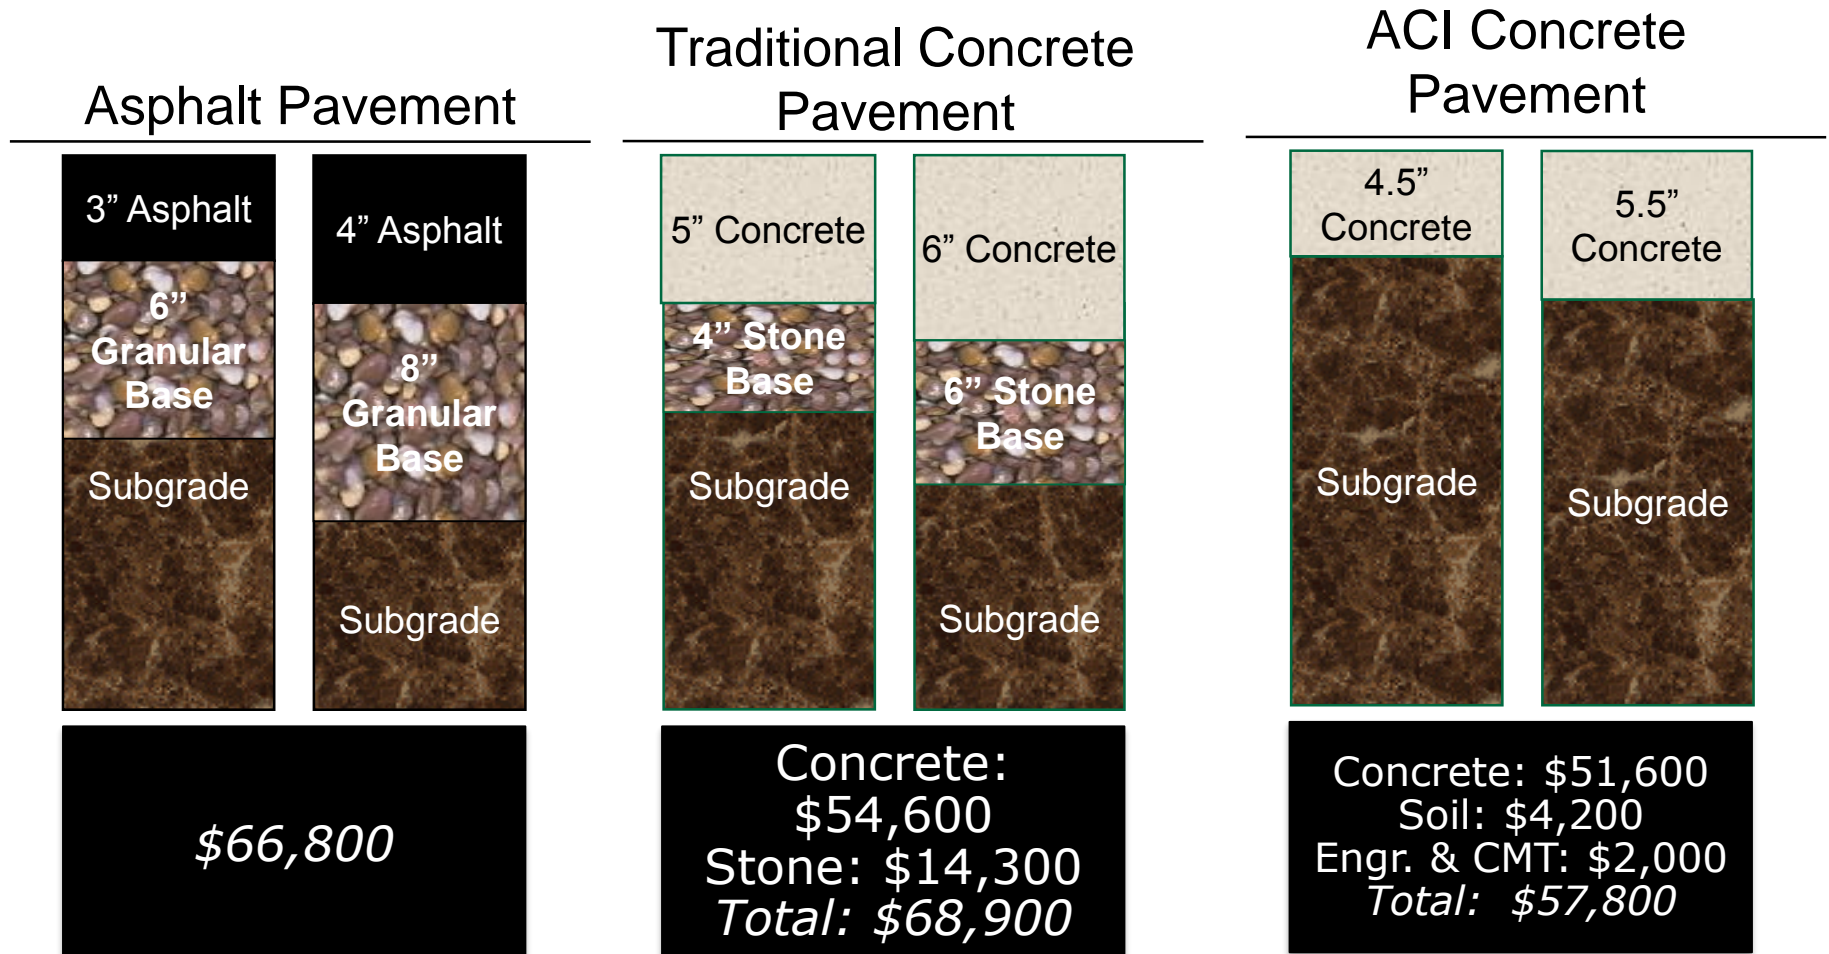 Asphalt Pavement
3” Asphalt
6”
Granular
Base
Subgrade
4” Asphalt
8”
Granular
Base
Subgrade
$66,800
Traditional Concrete
Pavement
5” Concrete
4” Stone
Base
Subgrade
6” Concrete
6” Stone
Base
Subgrade
Concrete:
$54,600
Stone: $14,300
Total: $68,900
ACI Concrete
Pavement
4.5”
Concrete
Subgrade
5.5”
Concrete
Subgrade
Concrete: $51,600
Soil: $4,200
Engr. & CMT: $2,000
Total: $57,800